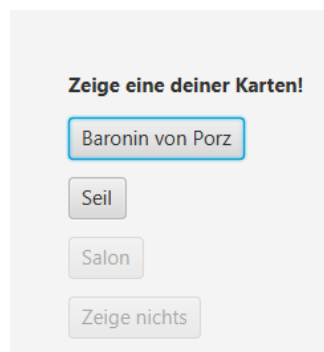 Zeige eine deiner Karten!
Baronin von Porz
Seil
Salon
Zeige nichts